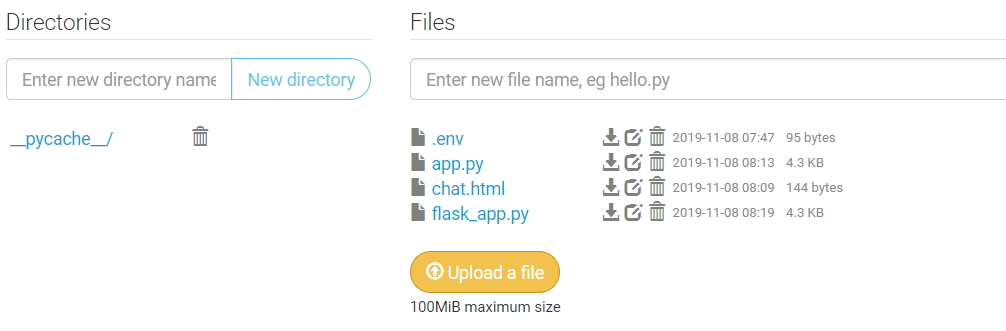 Directories
Files
Enter new directory name
New directory
Enter new file name, eg hello.py
__pycache__/
.env 2019-11-08 07:47 95 bytes
app.py 2019-11-08 08:13 4.3 KB
chat.html 2019-11-08 08:09 144 bytes
flask_app.py 2019-11-08 08:19 4.3 KB
Upload a file
100MiB maximum size